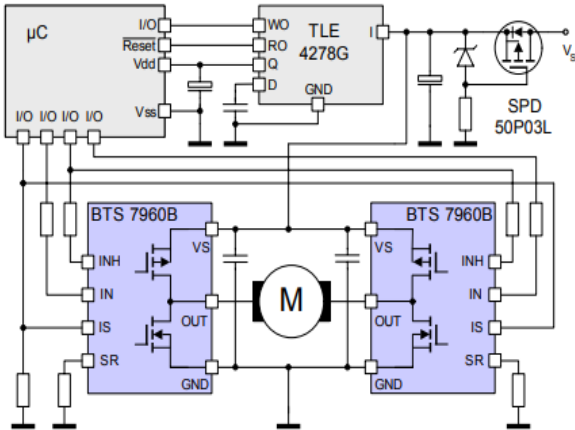 µC
I/O
Reset
Vdd
Vss
I/O I/O I/O I/O
WO
RO
Q
D
TLE
4278G
I
GND
V_S
SPD
50P03L
BTS 7960B
VS
INH
IN
IS
SR
OUT
GND
M
BTS 7960B
VS
INH
IN
IS
SR
OUT
GND